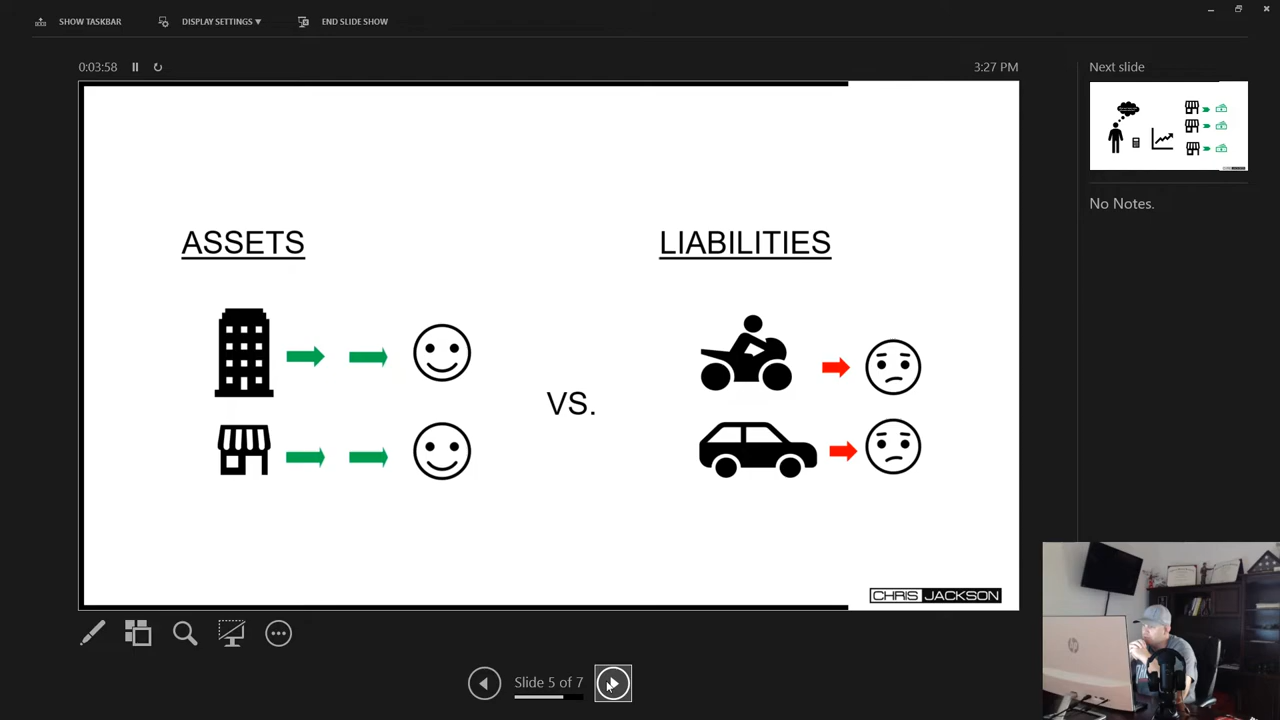 SHOW TASKBAR
DISPLAY SETTINGS ▼
END SLIDE SHOW
0:03:58
3:27 PM
Next slide
No Notes.
ASSETS
LIABILITIES
VS.
CHRIS JACKSON
Slide 5 of 7